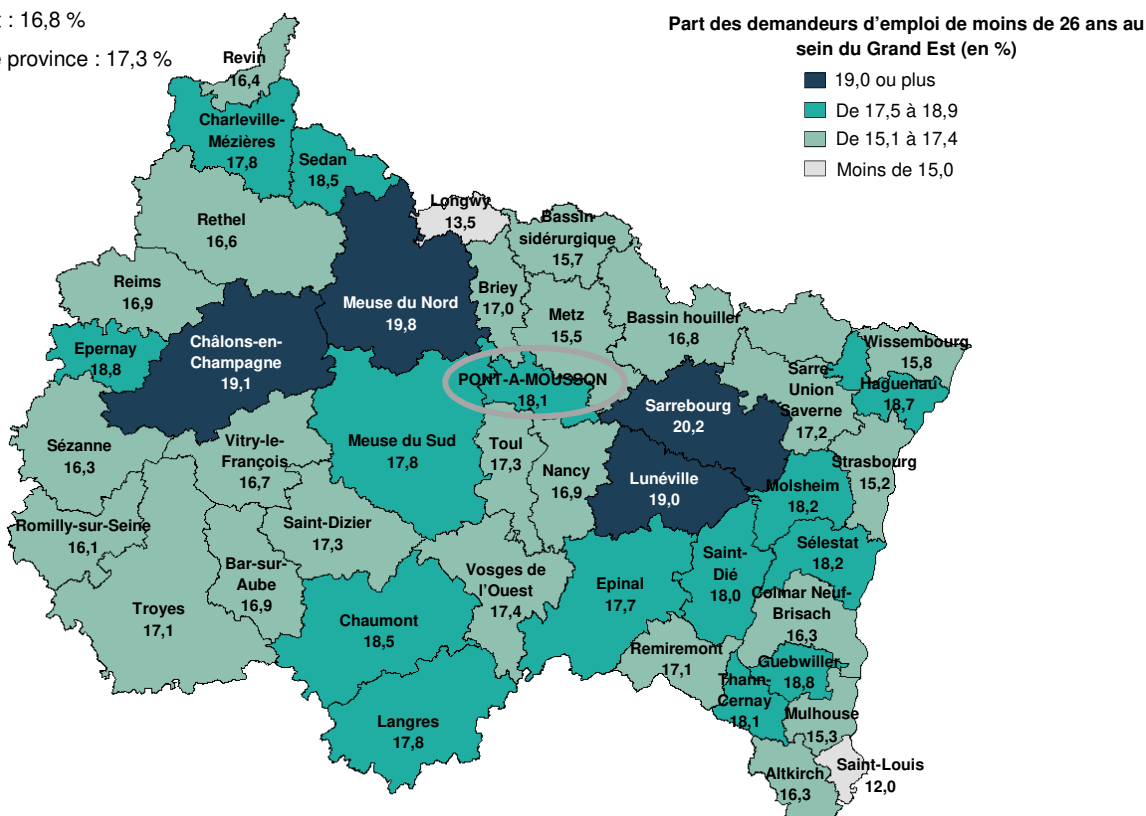 t : 16,8 %
e province : 17,3 %
Part des demandeurs d'emploi de moins de 26 ans au
sein du Grand Est (en %)
19,0 ou plus
De 17,5 à 18,9
De 15,1 à 17,4
Moins de 15,0
Revin
16,4
Charleville-
Mézières
17,8
Sedan
18,5
Longwy
13,5
Bassin
sidérurgique
15,7
Rethel
16,6
Reims
16,9
Meuse du Nord
19,8
Briey
17,0
Metz
15,5
Bassin houiller
16,8
Wissembourg
15,8
Epernay
18,8
Châlons-en-
Champagne
19,1
PONT-A-MOUSSON
18,1
Sarre-
Union
Saverne
17,2
Haguenau
18,7
Sarrebourg
20,2
Sézanne
16,3
Vitry-le-
François
16,7
Meuse du Sud
17,8
Toul
17,3
Nancy
16,9
Lunéville
19,0
Strasbourg
15,2
Molsheim
18,2
Romilly-sur-Seine
16,1
Saint-Dizier
17,3
Sélestat
18,2
Bar-sur-
Aube
16,9
Vosges de
l'Ouest
17,4
Epinal
17,7
Saint-
Dié
18,0
Colmar Neuf-
Brisach
16,3
Troyes
17,1
Chaumont
18,5
Remiremont
17,1
Guebwiller
18,8
Thann-
Cernay
18,1
Mulhouse
15,3
Langres
17,8
Altkirch
16,3
Saint-Louis
12,0